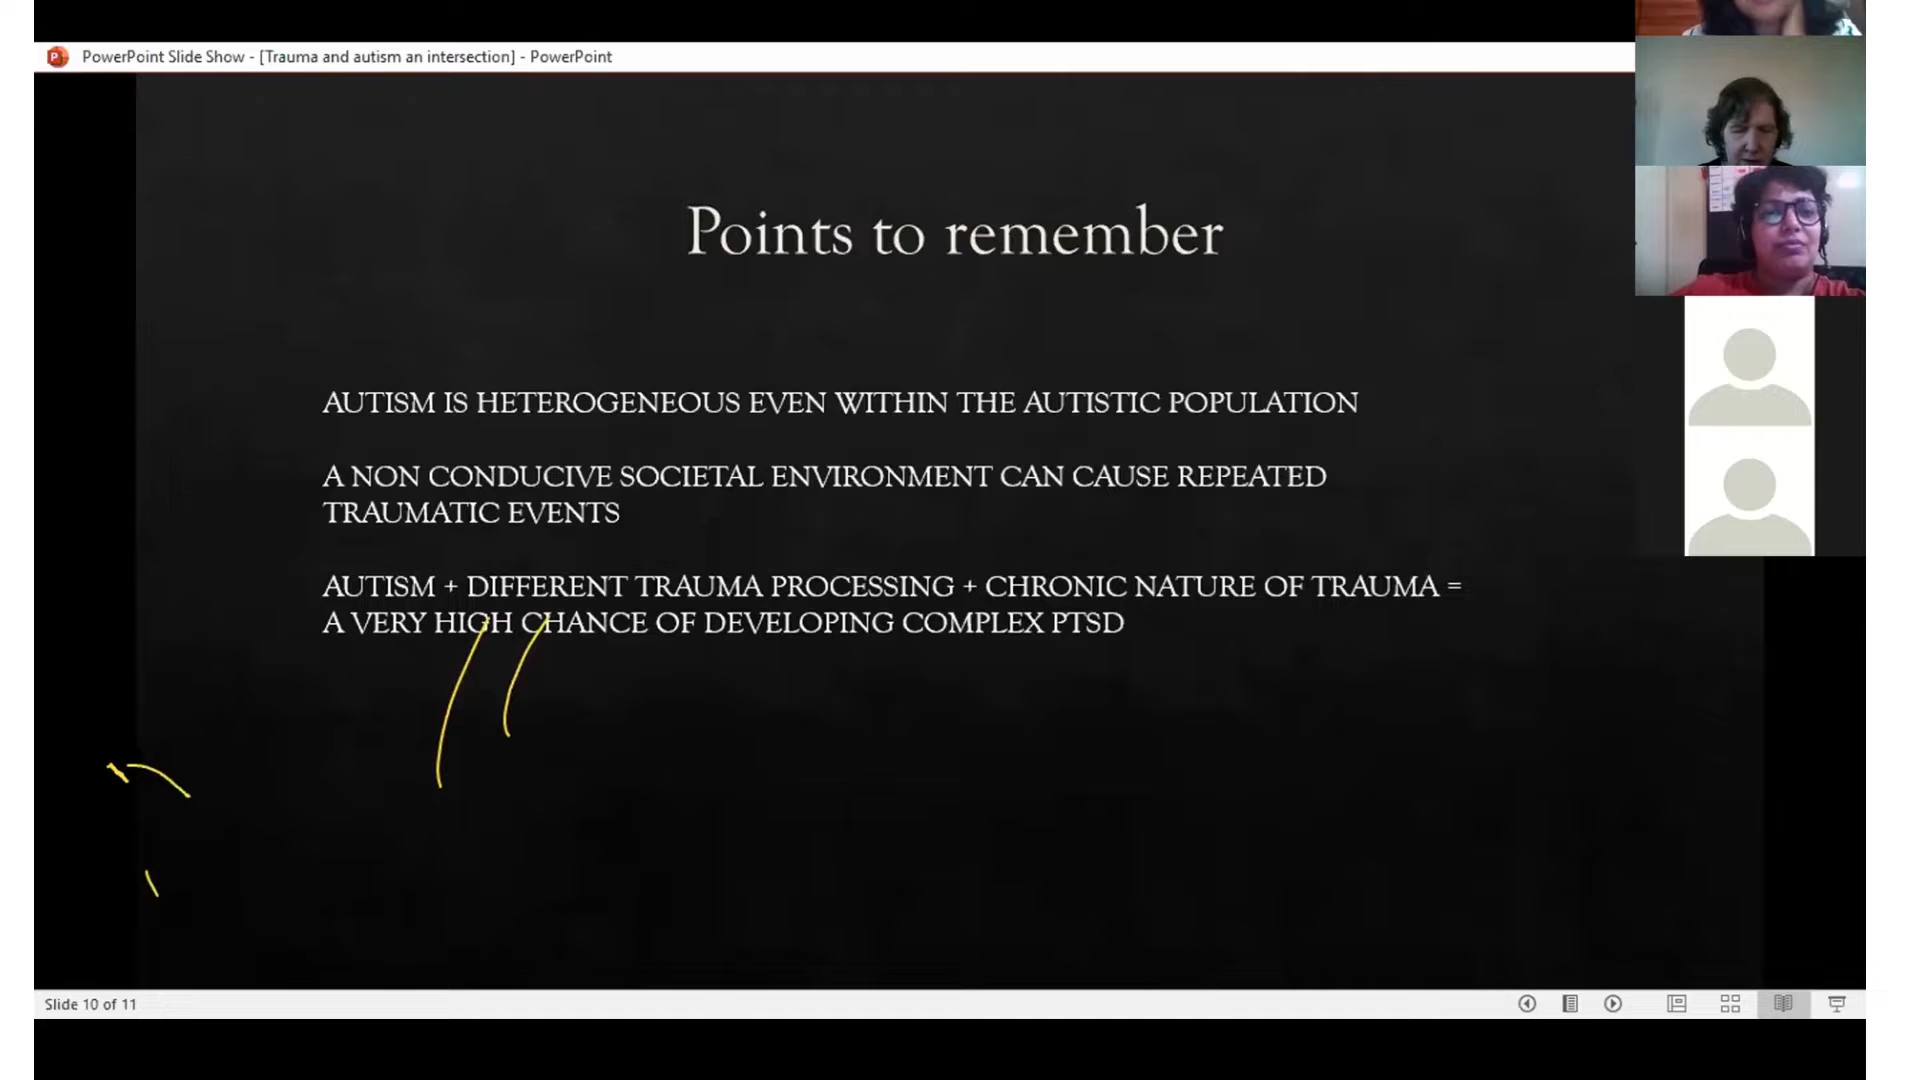 PowerPoint Slide Show - [Trauma and autism an intersection] - PowerPoint
Points to remember
AUTISM IS HETEROGENEOUS EVEN WITHIN THE AUTISTIC POPULATION
A NON CONDUCIVE SOCIETAL ENVIRONMENT CAN CAUSE REPEATED
TRAUMATIC EVENTS
AUTISM + DIFFERENT TRAUMA PROCESSING + CHRONIC NATURE OF TRAUMA =
A VERY HIGH CHANCE OF DEVELOPING COMPLEX PTSD
Slide 10 of 11